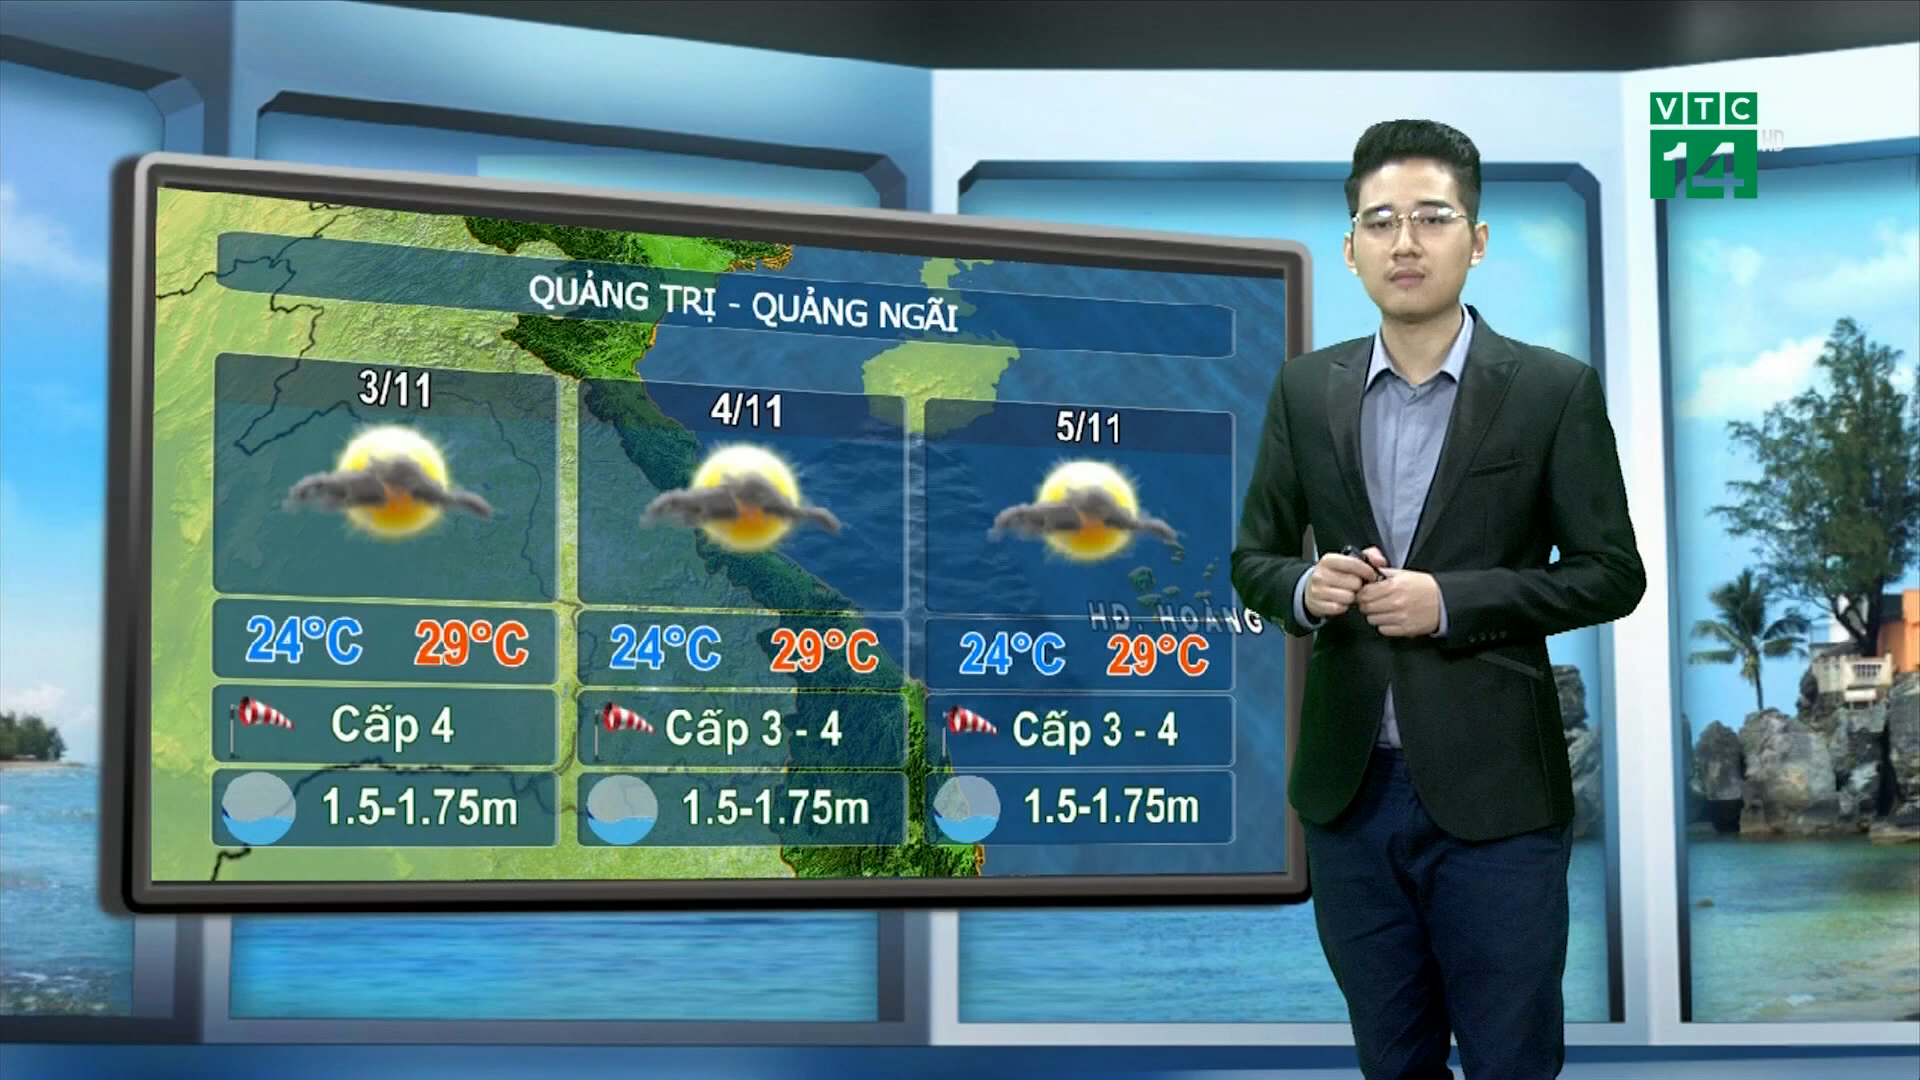 VTC
14
HD
QUẢNG TRỊ - QUẢNG NGÃI
3/11
4/11
5/11
24°C 29°C
24°C 29°C
24°C 29°C
HĐ. HOÀNG
Cấp 4
Cấp 3 - 4
Cấp 3 - 4
1.5-1.75m
1.5-1.75m
1.5-1.75m